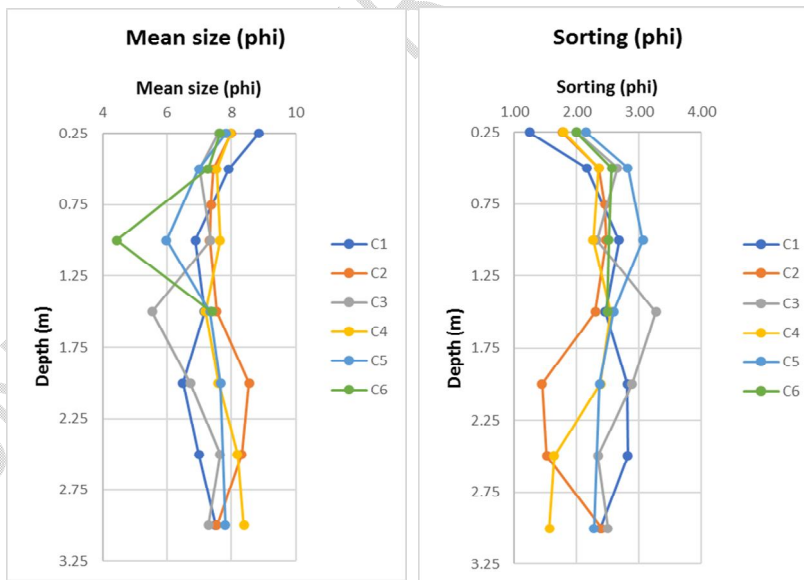 Mean size (phi)
Mean size (phi)
4 6 8 10
0.25
0.75
1.25
1.75
2.25
2.75
3.25
Depth (m)
C1
C2
C3
C4
C5
C6
Sorting (phi)
Sorting (phi)
1.00 2.00 3.00 4.00
0.25
0.75
1.25
1.75
2.25
2.75
3.25
Depth (m)
C1
C2
C3
C4
C5
C6